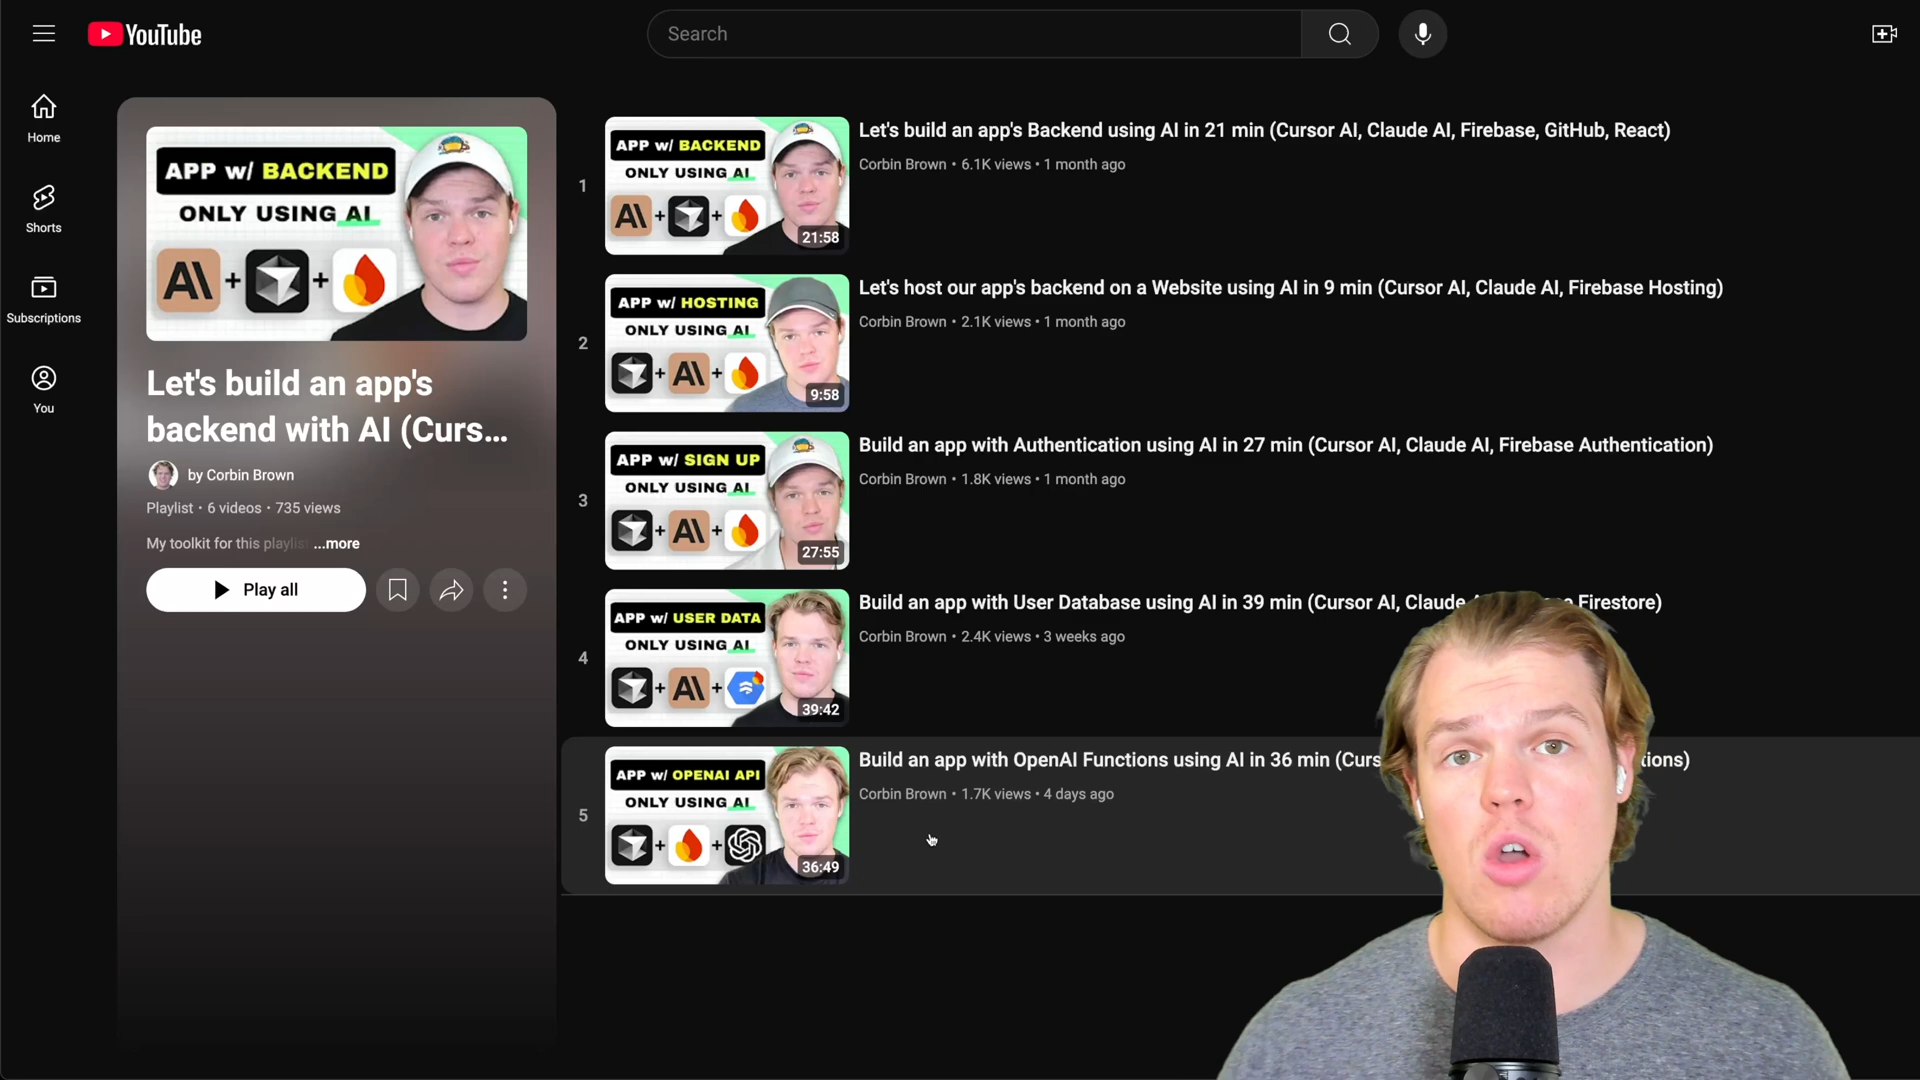 YouTube
Search
Home
Shorts
Subscriptions
You
APP w/ BACKEND
ONLY USING AI
Let's build an app's
backend with AI (Curs...
by Corbin Brown
Playlist • 6 videos • 735 views
My toolkit for this playlis ...more
Play all
1
APP w/ BACKEND
ONLY USING AI
21:58
Let's build an app's Backend using AI in 21 min (Cursor AI, Claude AI, Firebase, GitHub, React)
Corbin Brown • 6.1K views • 1 month ago
2
APP w/ HOSTING
ONLY USING AI
9:58
Let's host our app's backend on a Website using AI in 9 min (Cursor AI, Claude AI, Firebase Hosting)
Corbin Brown • 2.1K views • 1 month ago
3
APP w/ SIGN UP
ONLY USING AI
27:55
Build an app with Authentication using AI in 27 min (Cursor AI, Claude AI, Firebase Authentication)
Corbin Brown • 1.8K views • 1 month ago
4
APP w/ USER DATA
ONLY USING AI
39:42
Build an app with User Database using AI in 39 min (Cursor AI, Claude Firestore)
Corbin Brown • 2.4K views • 3 weeks ago
5
APP w/ OPENAI API
ONLY USING AI
36:49
Build an app with OpenAI Functions using AI in 36 min (Curs tions)
Corbin Brown • 1.7K views • 4 days ago